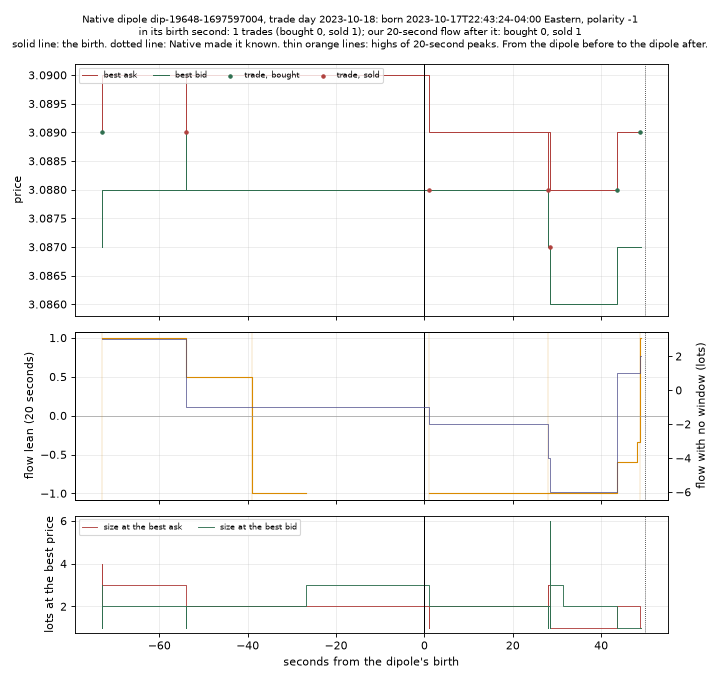 Native dipole dip-19648-1697597004, trade day 2023-10-18: born 2023-10-17T22:43:24-04:00 Eastern, polarity -1
in its birth second: 1 trades (bought 0, sold 1); our 20-second flow after it: bought 0, sold 1
solid line: the birth. dotted line: Native made it known. thin orange lines: highs of 20-second peaks. From the dipole before to the dipole after.
best ask best bid trade, bought trade, sold
3.0900
3.0895
3.0890
3.0885
3.0880
3.0875
3.0870
3.0865
3.0860
price
1.0
0.5
0.0
−0.5
−1.0
flow lean (20 seconds)
2
0
−2
−4
−6
flow with no window (lots)
size at the best ask size at the best bid
6
4
2
lots at the best price
−60 −40 −20 0 20 40
seconds from the dipole's birth